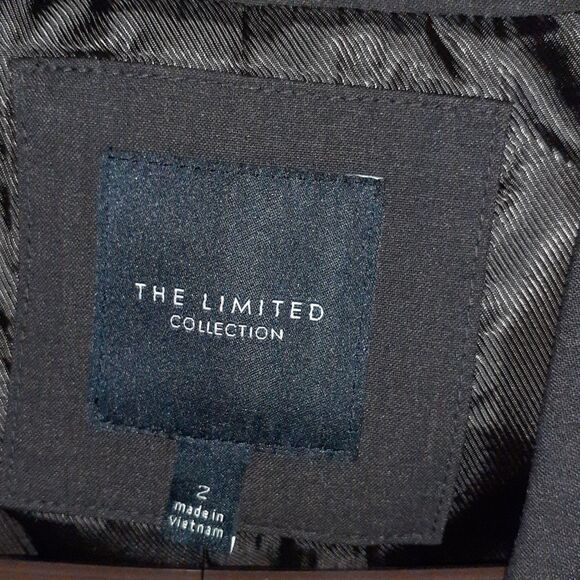 THE LIMITED
COLLECTION
2
made in
vietnam